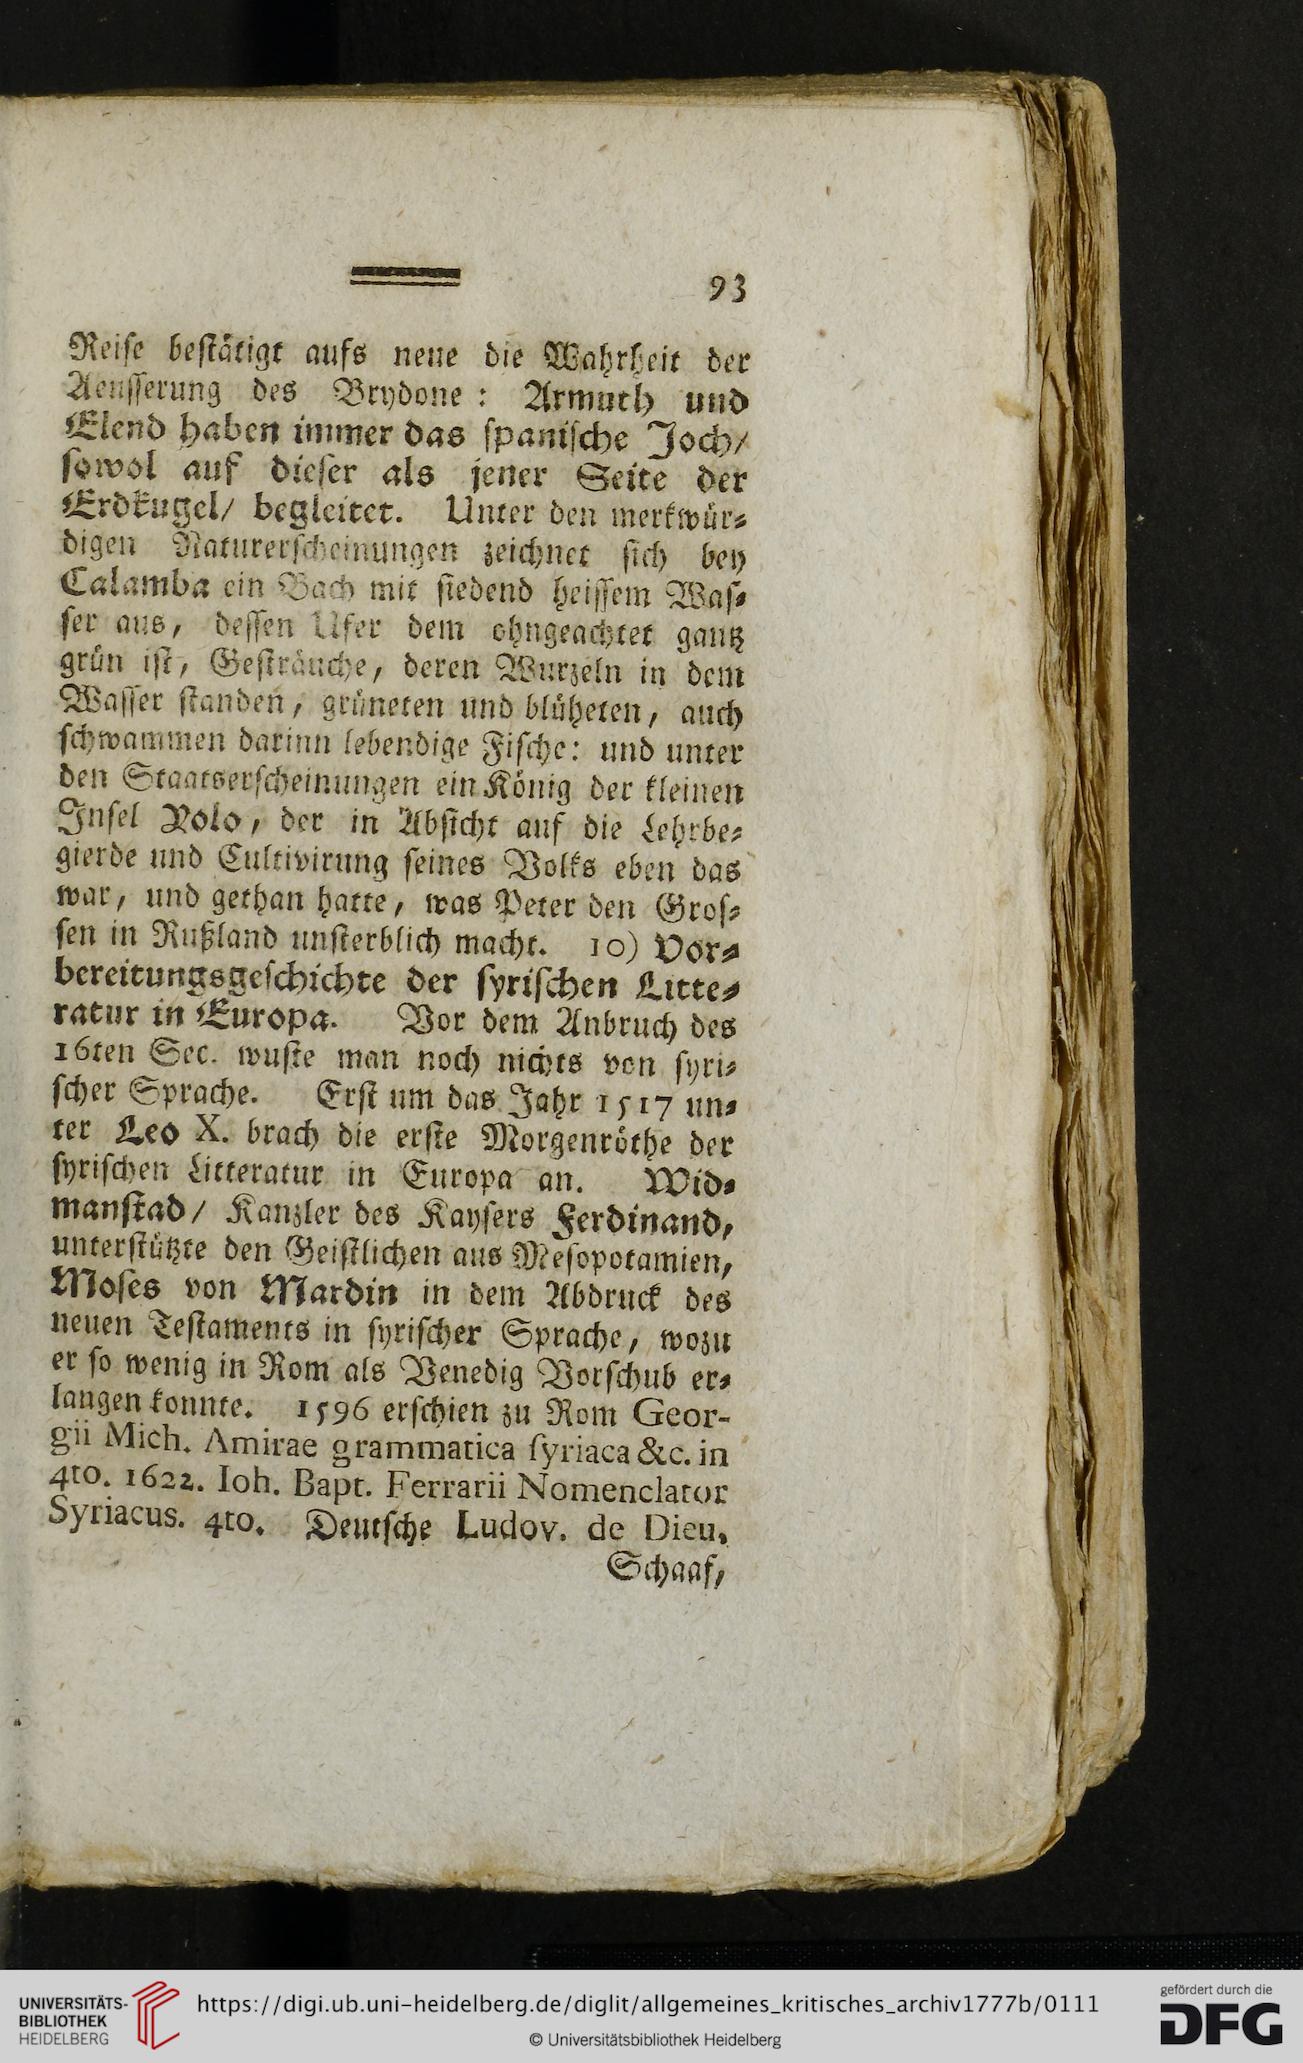 93
Reiſe beſtätigt aufs neue die Wahrheit der
Aeuſſerung des Brydone: Armuth und
Elend haben immer das ſpaniſche Joch/
ſowol auf dieſer als jener Seite der
Erdkugel/ begleitet. Unter den merkwür⸗
digen Naturerſcheinungen zeichnet ſich bey
Calamba ein Bach mit ſiedend heiſſem Waſ⸗
ſer aus, deſſen Ufer dem ohngeachtet gantz
grün iſt, Geſträuche, deren Wurzeln in dem
Waſſer ſtanden, grüneten und blüheten, auch
ſchwammen darinn lebendige Fiſche: und unter
den Staatserſcheinungen ein König der kleinen
Inſel Polo, der in Abſicht auf die Lehrbe⸗
gierde und Cultivirung ſeines Volks eben das
war, und gethan hatte, was Peter den Groſ⸗
ſen in Rußland unſterblich macht. 10) Vor⸗
bereitungsgeſchichte der ſyriſchen Litte⸗
ratur in Europa. Vor dem Anbruch des
16ten Sec. wuſte man noch nichts von ſyri⸗
ſcher Sprache. Erſt um das Jahr 1517 un⸗
ter Leo X. brach die erſte Morgenröthe der
ſyriſchen Litteratur in Europa an. Wid⸗
manſtad/ Kanzler des Kayſers Ferdinand,
unterſtützte den Geiſtlichen aus Meſopotamien,
Moſes von Mardin in dem Abdruck des
neuen Teſtaments in ſyriſcher Sprache, wozu
er ſo wenig in Rom als Venedig Vorſchub er⸗
langen konnte. 1596 erſchien zu Rom Geor-
gii Mich. Amirae grammatica ſyriaca &c. in
4to. 1622. Ioh. Bapt. Ferrarii Nomenclator
Syriacus. 4to. Deutſche Ludov. de Dieu,
Schaaf,
UNIVERSITÄTS-
BIBLIOTHEK
HEIDELBERG
https://digi.ub.uni-heidelberg.de/diglit/allgemeines_kritisches_archiv1777b/0111
© Universitätsbibliothek Heidelberg
gefördert durch die
DFG